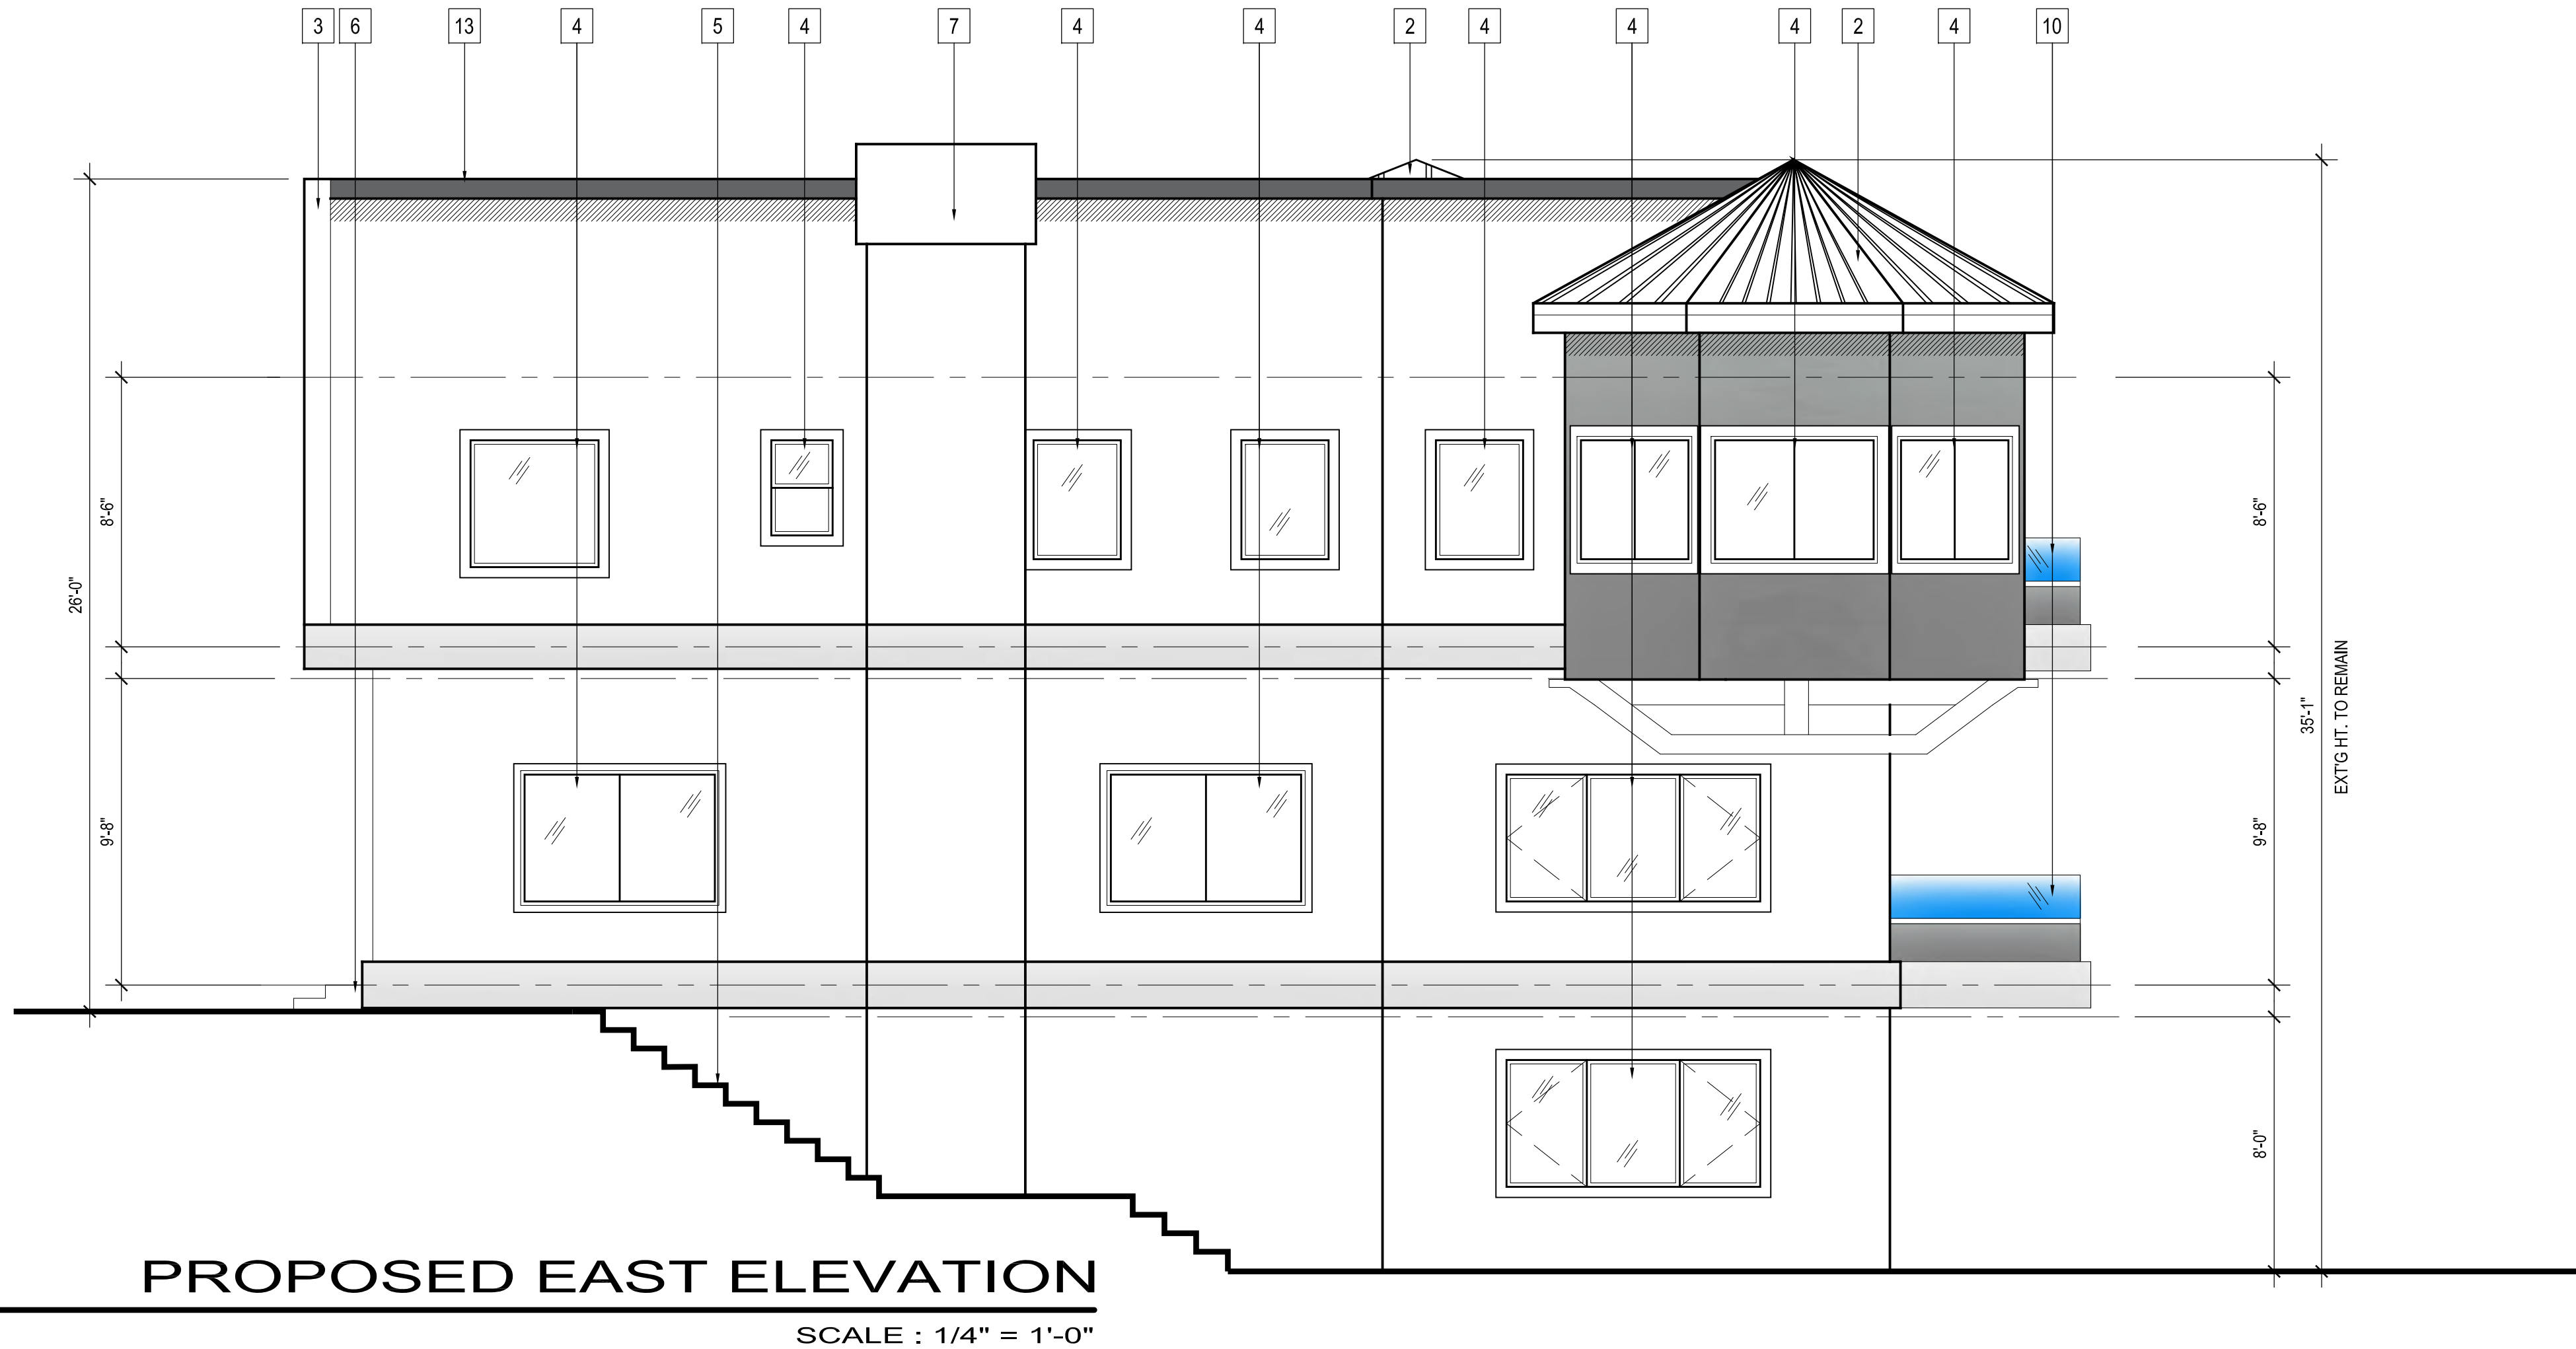 3 6 13 4 5 4 7 4 4 2 4 4 4 2 4 10
8'-6"
8'-6"
26'-0"
EXT'G HT. TO REMAIN
35'-1"
9'-8"
9'-8"
8'-0"
PROPOSED EAST ELEVATION
SCALE : 1/4" = 1'-0"